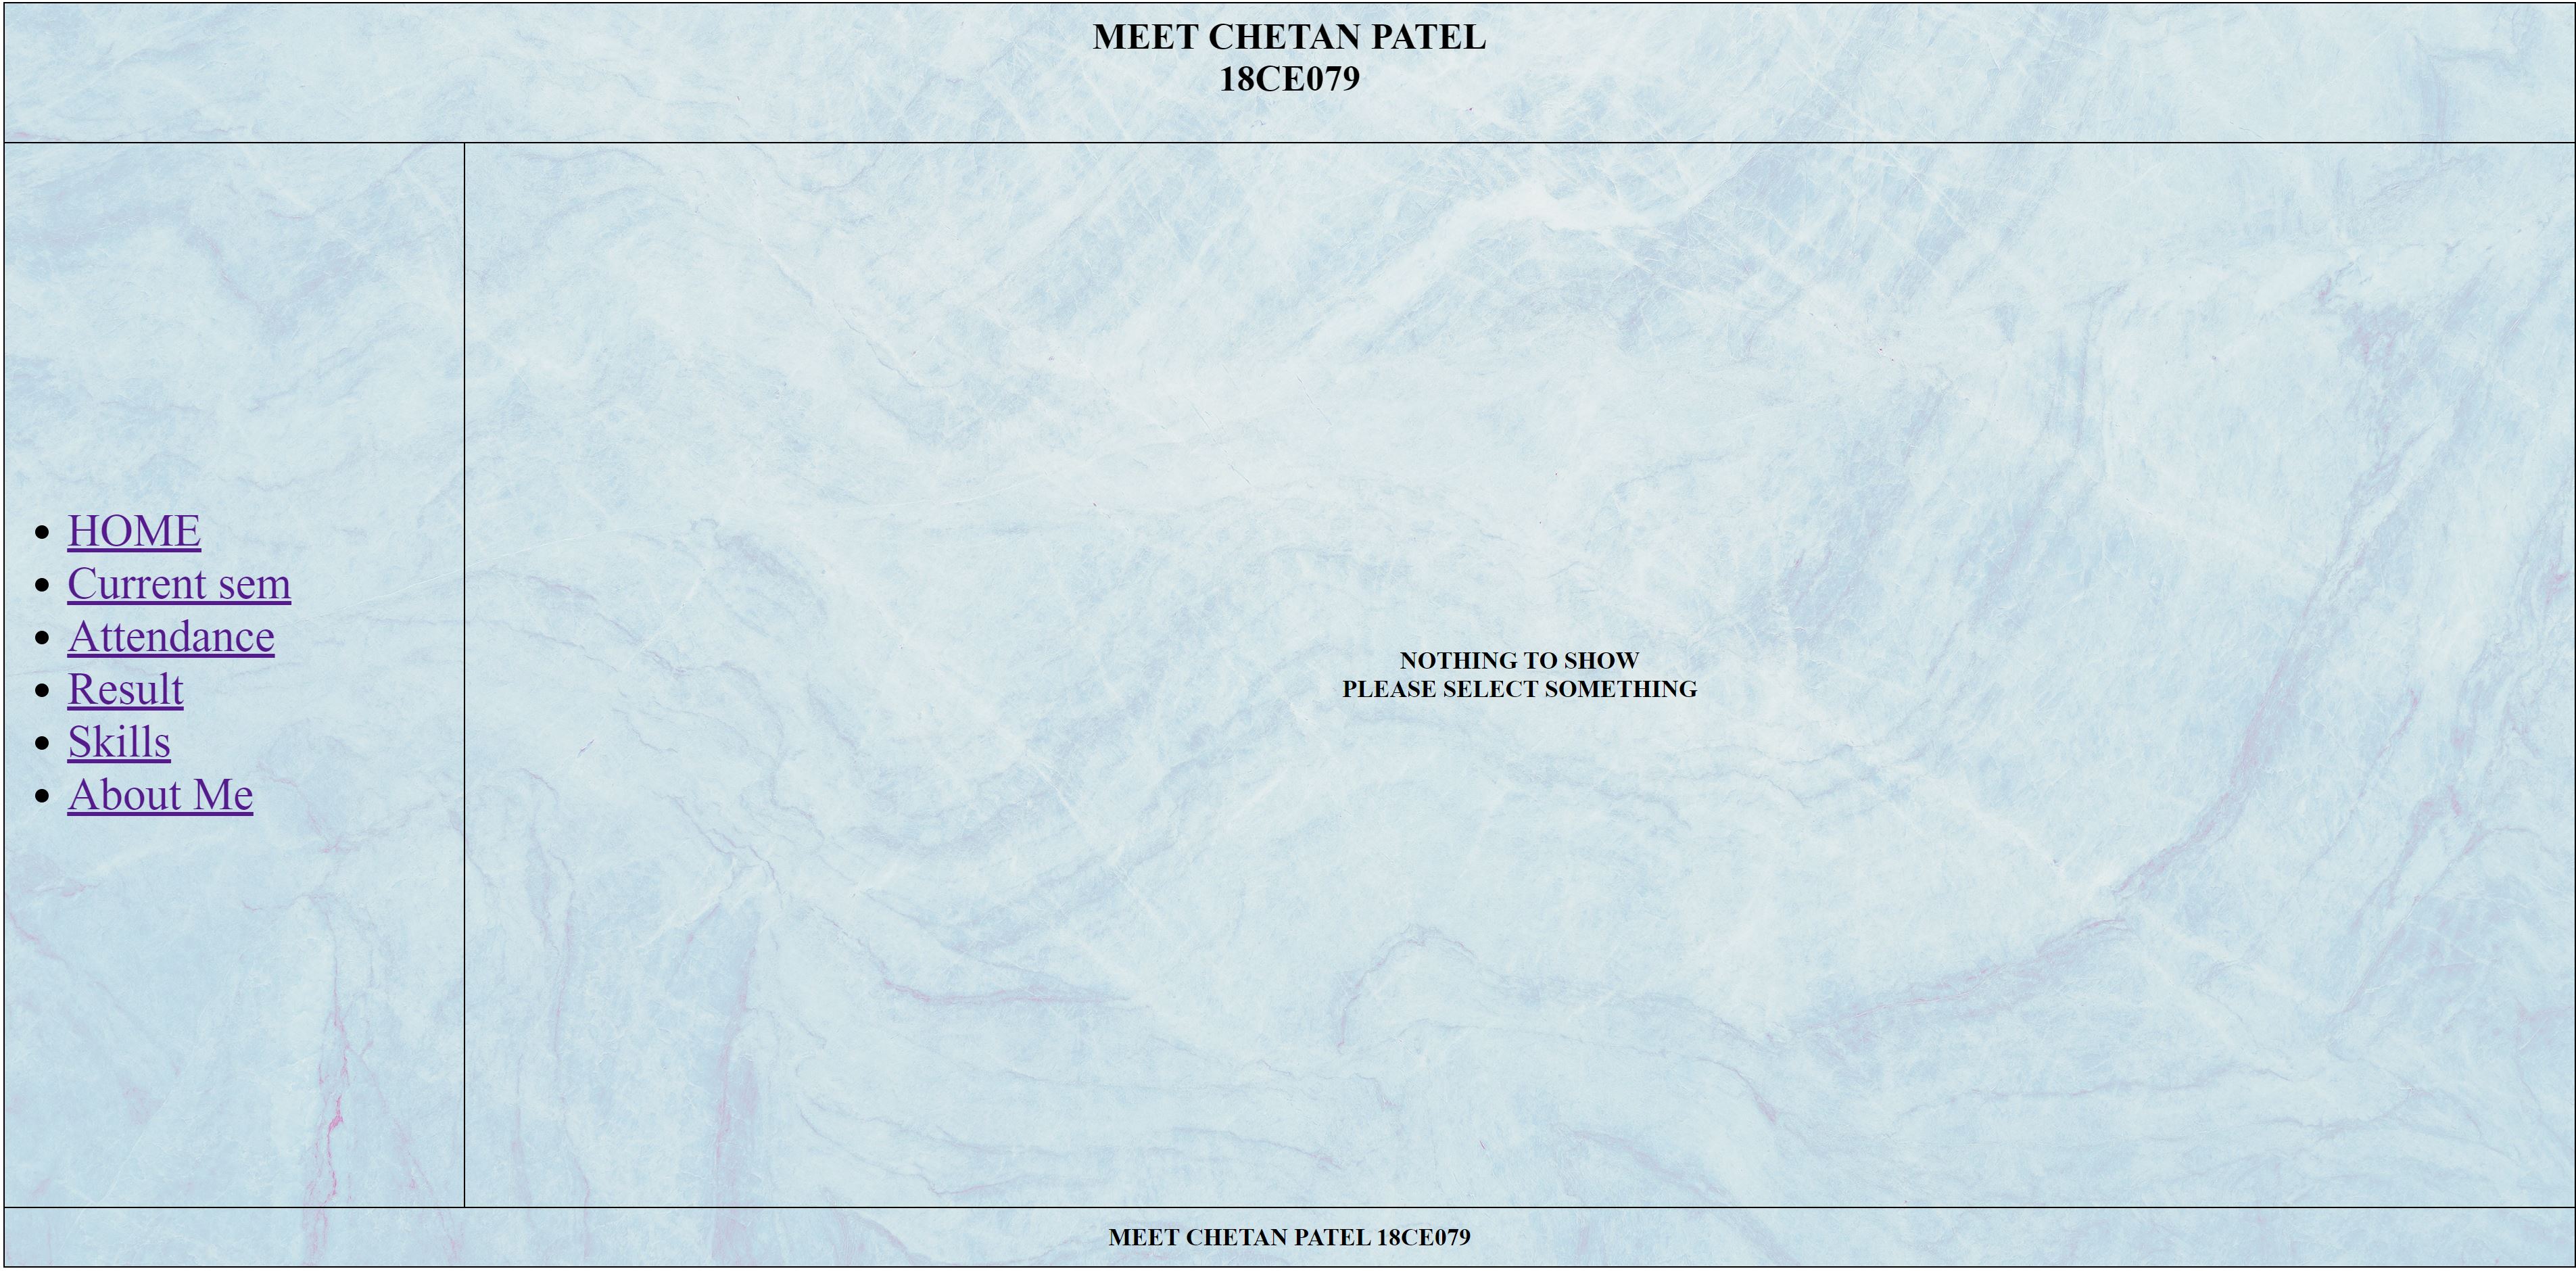 MEET CHETAN PATEL
18CE079
HOME
Current sem
Attendance
Result
Skills
About Me
NOTHING TO SHOW
PLEASE SELECT SOMETHING
MEET CHETAN PATEL 18CE079